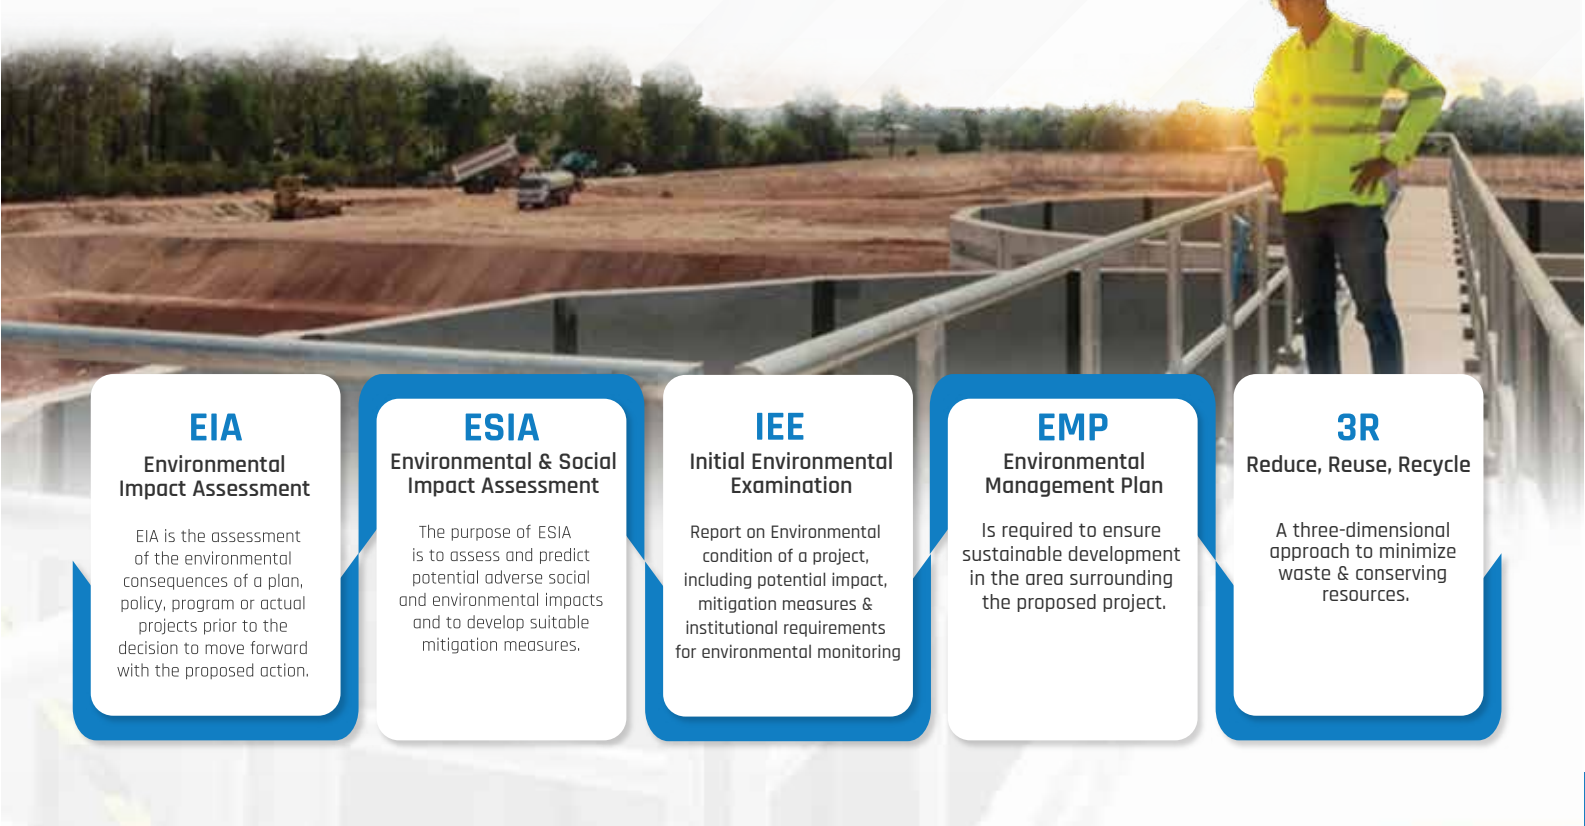 EIA
Environmental
Impact Assessment
EIA is the assessment
of the environmental
consequences of a plan,
policy, program or actual
projects prior to the
decision to move forward
with the proposed action.
ESIA
Environmental & Social
Impact Assessment
The purpose of ESIA
is to assess and predict
potential adverse social
and environmental impacts
and to develop suitable
mitigation measures.
IEE
Initial Environmental
Examination
Report on Environmental
condition of a project,
including potential impact,
mitigation measures &
institutional requirements
for environmental monitoring
EMP
Environmental
Management Plan
Is required to ensure
sustainable development
in the area surrounding
the proposed project.
3R
Reduce, Reuse, Recycle
A three-dimensional
approach to minimize
waste & conserving
resources.